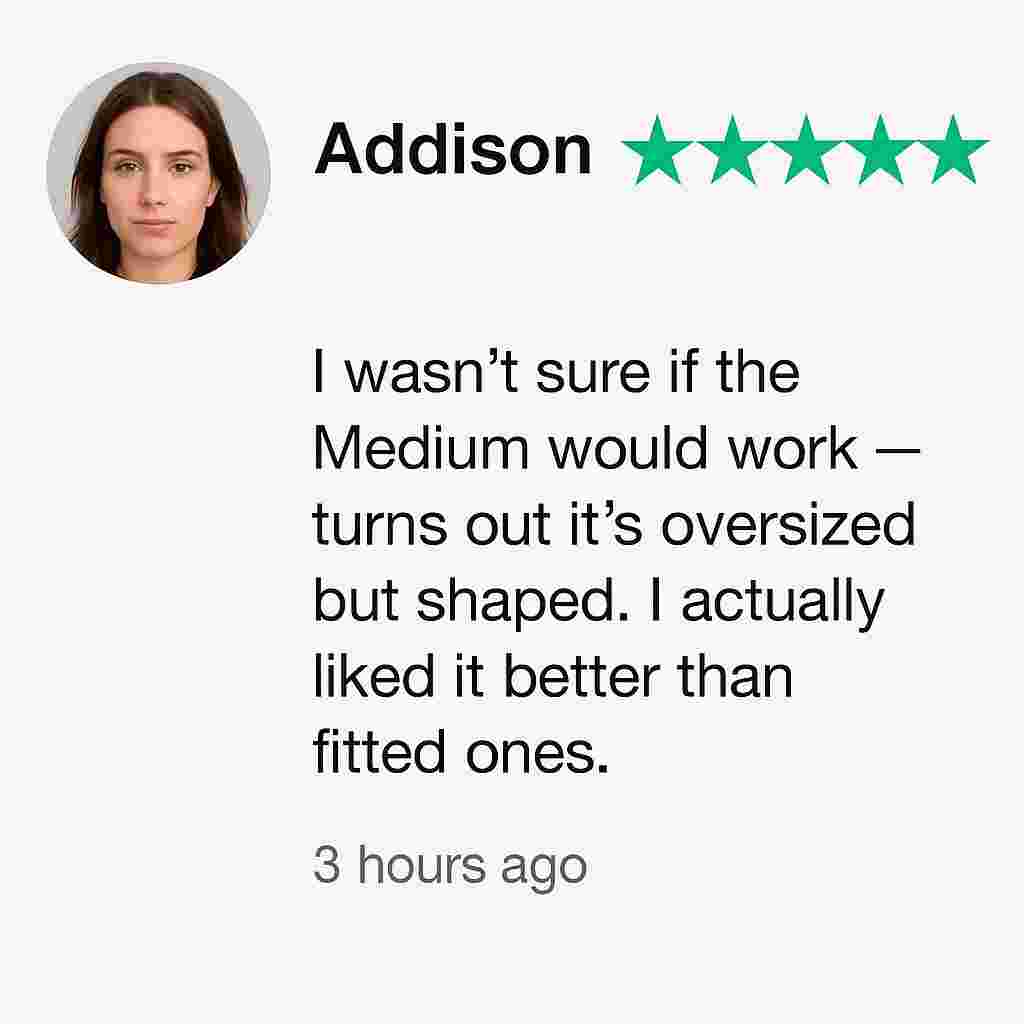 Addison
I wasn’t sure if the
Medium would work —
turns out it’s oversized
but shaped. I actually
liked it better than
fitted ones.
3 hours ago